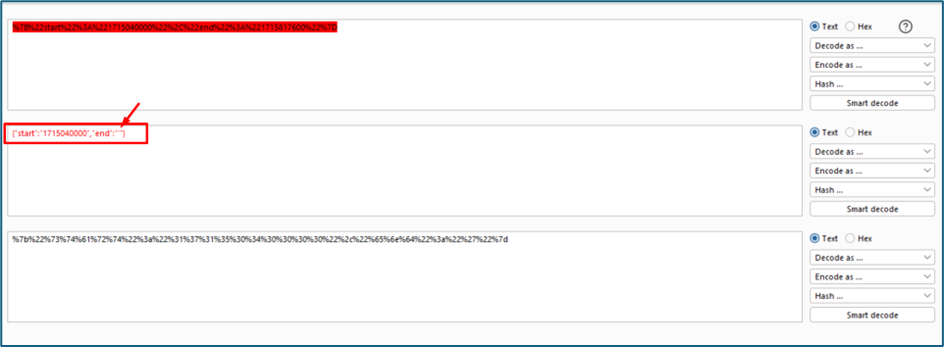 %7B%22start%22%3A%221715040000%22%2C%22end%22%3A%221715817600%22%7D
Text Hex ?
Decode as ...
Encode as ...
Hash ...
Smart decode
{"start":"1715040000","end":"'"}
Text Hex
Decode as ...
Encode as ...
Hash ...
Smart decode
%7b%22%73%74%61%72%74%22%3a%22%31%37%31%35%30%34%30%30%30%30%22%2c%22%65%6e%64%22%3a%22%27%22%7d
Text Hex
Decode as ...
Encode as ...
Hash ...
Smart decode